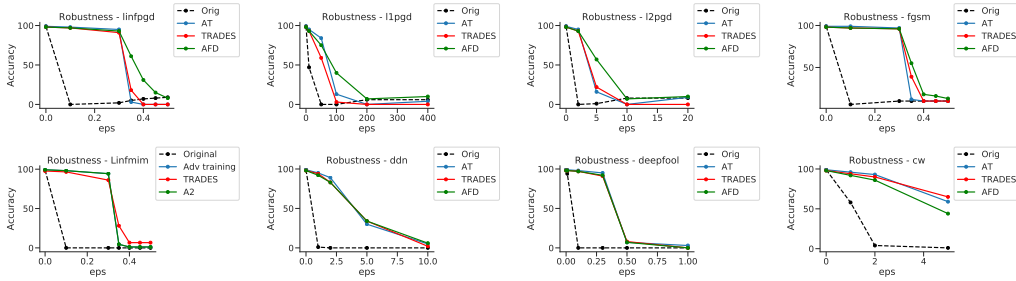 Robustness - linfpgd
Orig
AT
TRADES
AFD
Accuracy
100
50
0
0.0
0.2
0.4
eps
Robustness - l1pgd
Orig
AT
TRADES
AFD
Accuracy
100
50
0
0
100
200
300
400
eps
Robustness - l2pgd
Orig
AT
TRADES
AFD
Accuracy
100
50
0
0
10
20
eps
Robustness - fgsm
Orig
AT
TRADES
AFD
Accuracy
100
50
0.0
0.2
0.4
eps
Robustness - Linfmim
Original
Adv training
TRADES
A2
Accuracy
100
50
0
0.0
0.2
0.4
eps
Robustness - ddn
Orig
AT
TRADES
AFD
Accuracy
100
50
0
0.0
2.5
5.0
7.5
10.0
eps
Robustness - deepfool
Orig
AT
TRADES
AFD
Accuracy
100
50
0
0.00
0.25
0.50
0.75
1.00
eps
Robustness - cw
Orig
AT
TRADES
AFD
Accuracy
100
50
0
0
2
4
eps